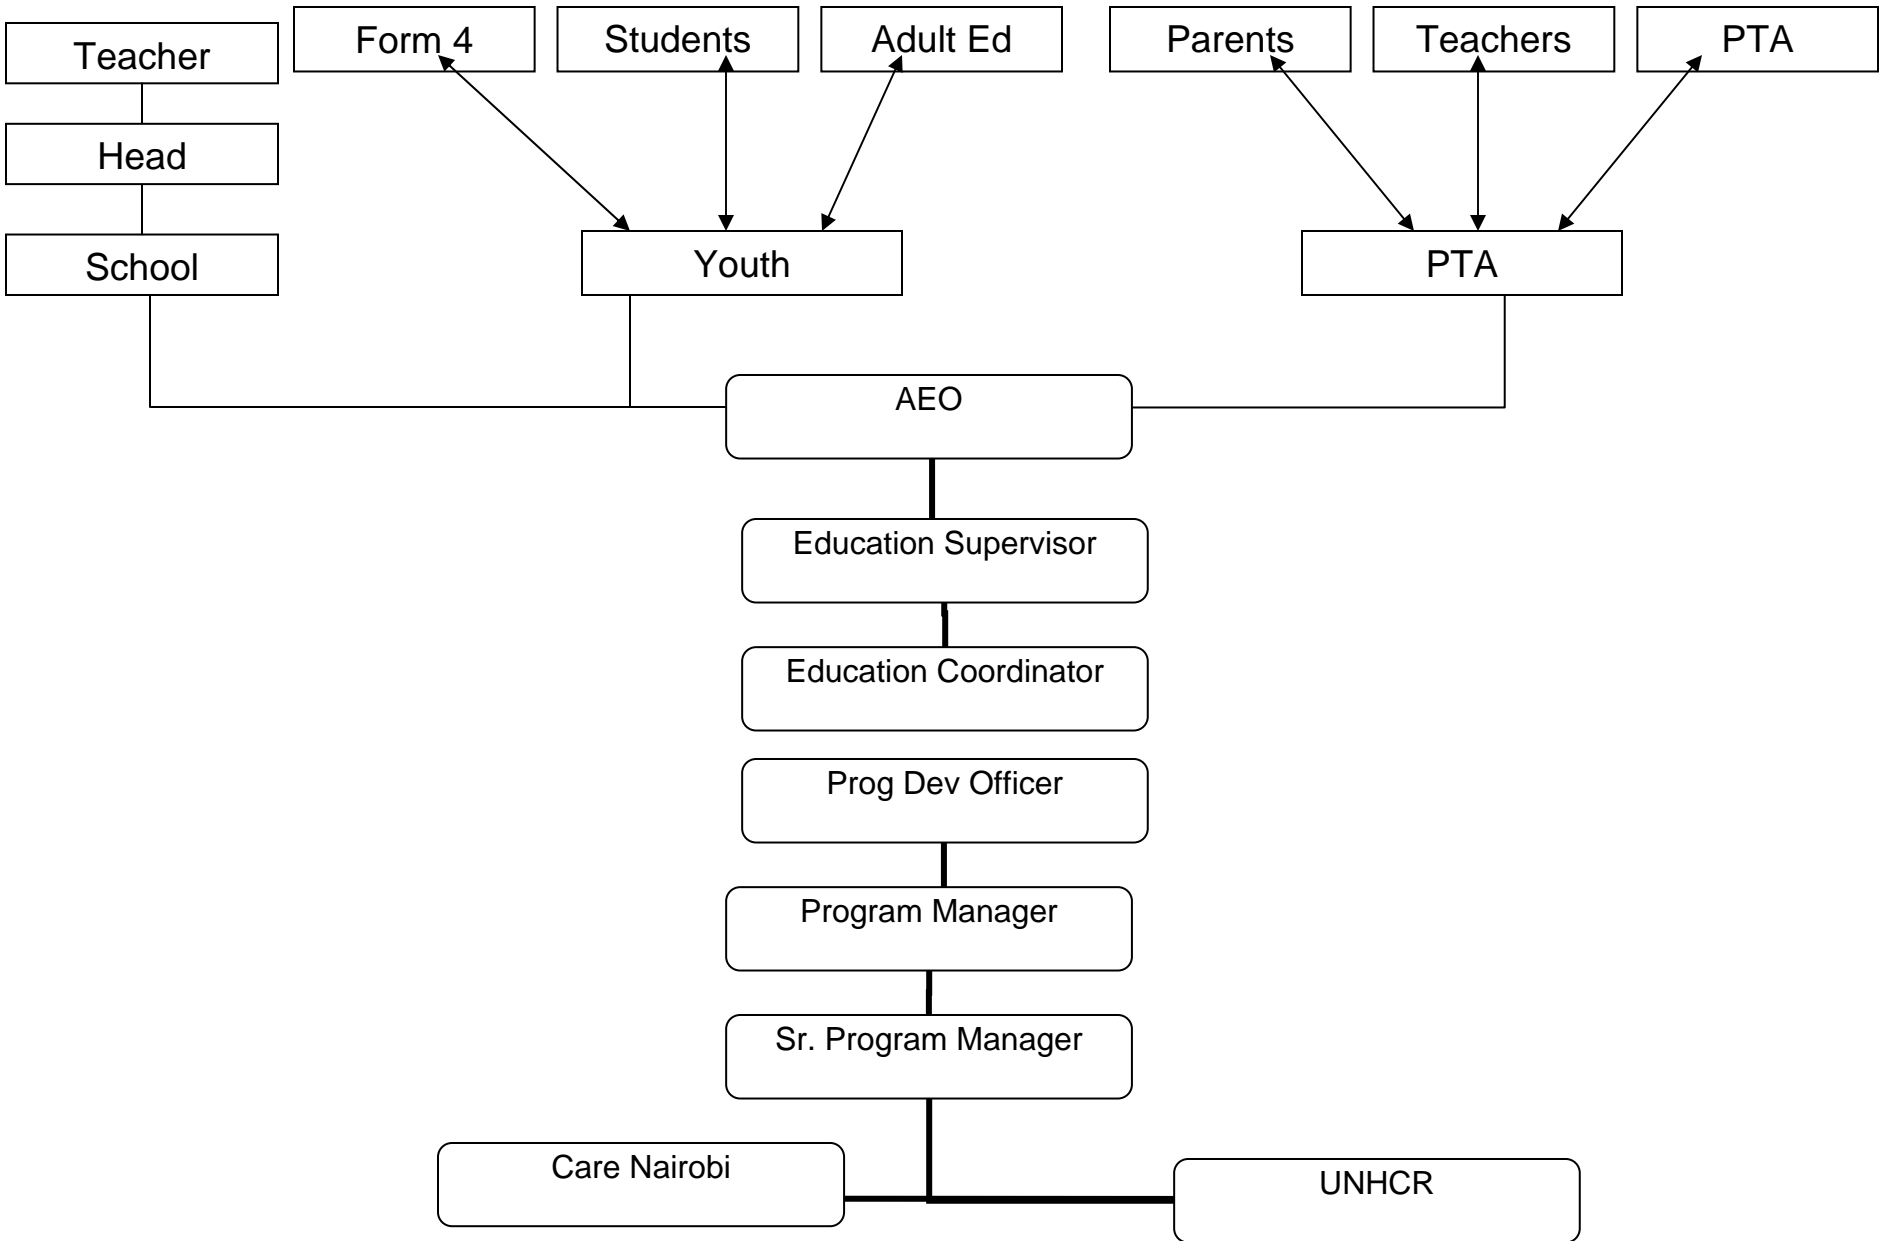 Teacher
Form 4
Students
Adult Ed
Parents
Teachers
PTA
Head
School
Youth
PTA
AEO
Education Supervisor
Education Coordinator
Prog Dev Officer
Program Manager
Sr. Program Manager
Care Nairobi
UNHCR